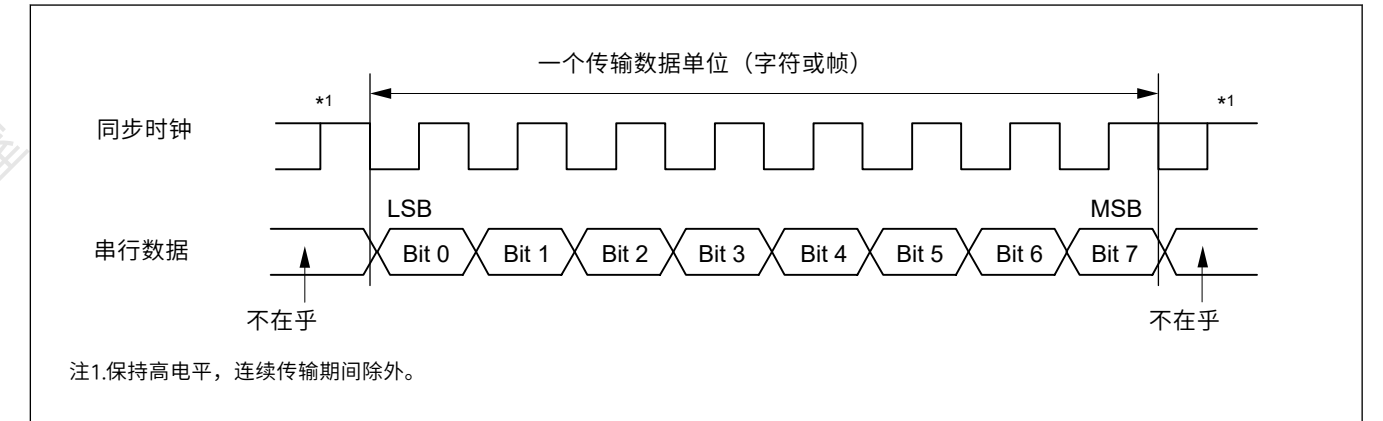 一个传输数据单位（字符或帧）
*1
*1
同步时钟
LSB
MSB
串行数据
Bit 0 Bit 1 Bit 2 Bit 3 Bit 4 Bit 5 Bit 6 Bit 7
不在乎
不在乎
注1.保持高电平，连续传输期间除外。